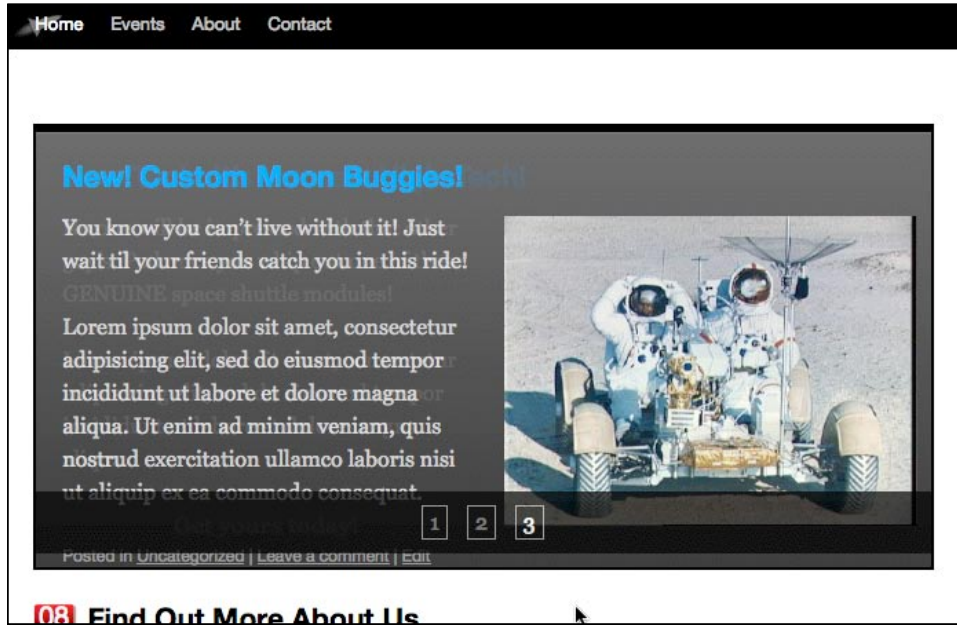 Home Events About Contact
New! Custom Moon Buggies!
You know you can't live without it! Just
wait til your friends catch you in this ride!
GENUINE space shuttle modules!
Lorem ipsum dolor sit amet, consectetur
adipisicing elit, sed do eiusmod tempor
incididunt ut labore et dolore magna
aliqua. Ut enim ad minim veniam, quis
nostrud exercitation ullamco laboris nisi
ut aliquip ex ea commodo consequat.
Get yours today!
1 2 3
Posted in Uncategorized | Leave a comment | Edit
08 Find Out More About Us